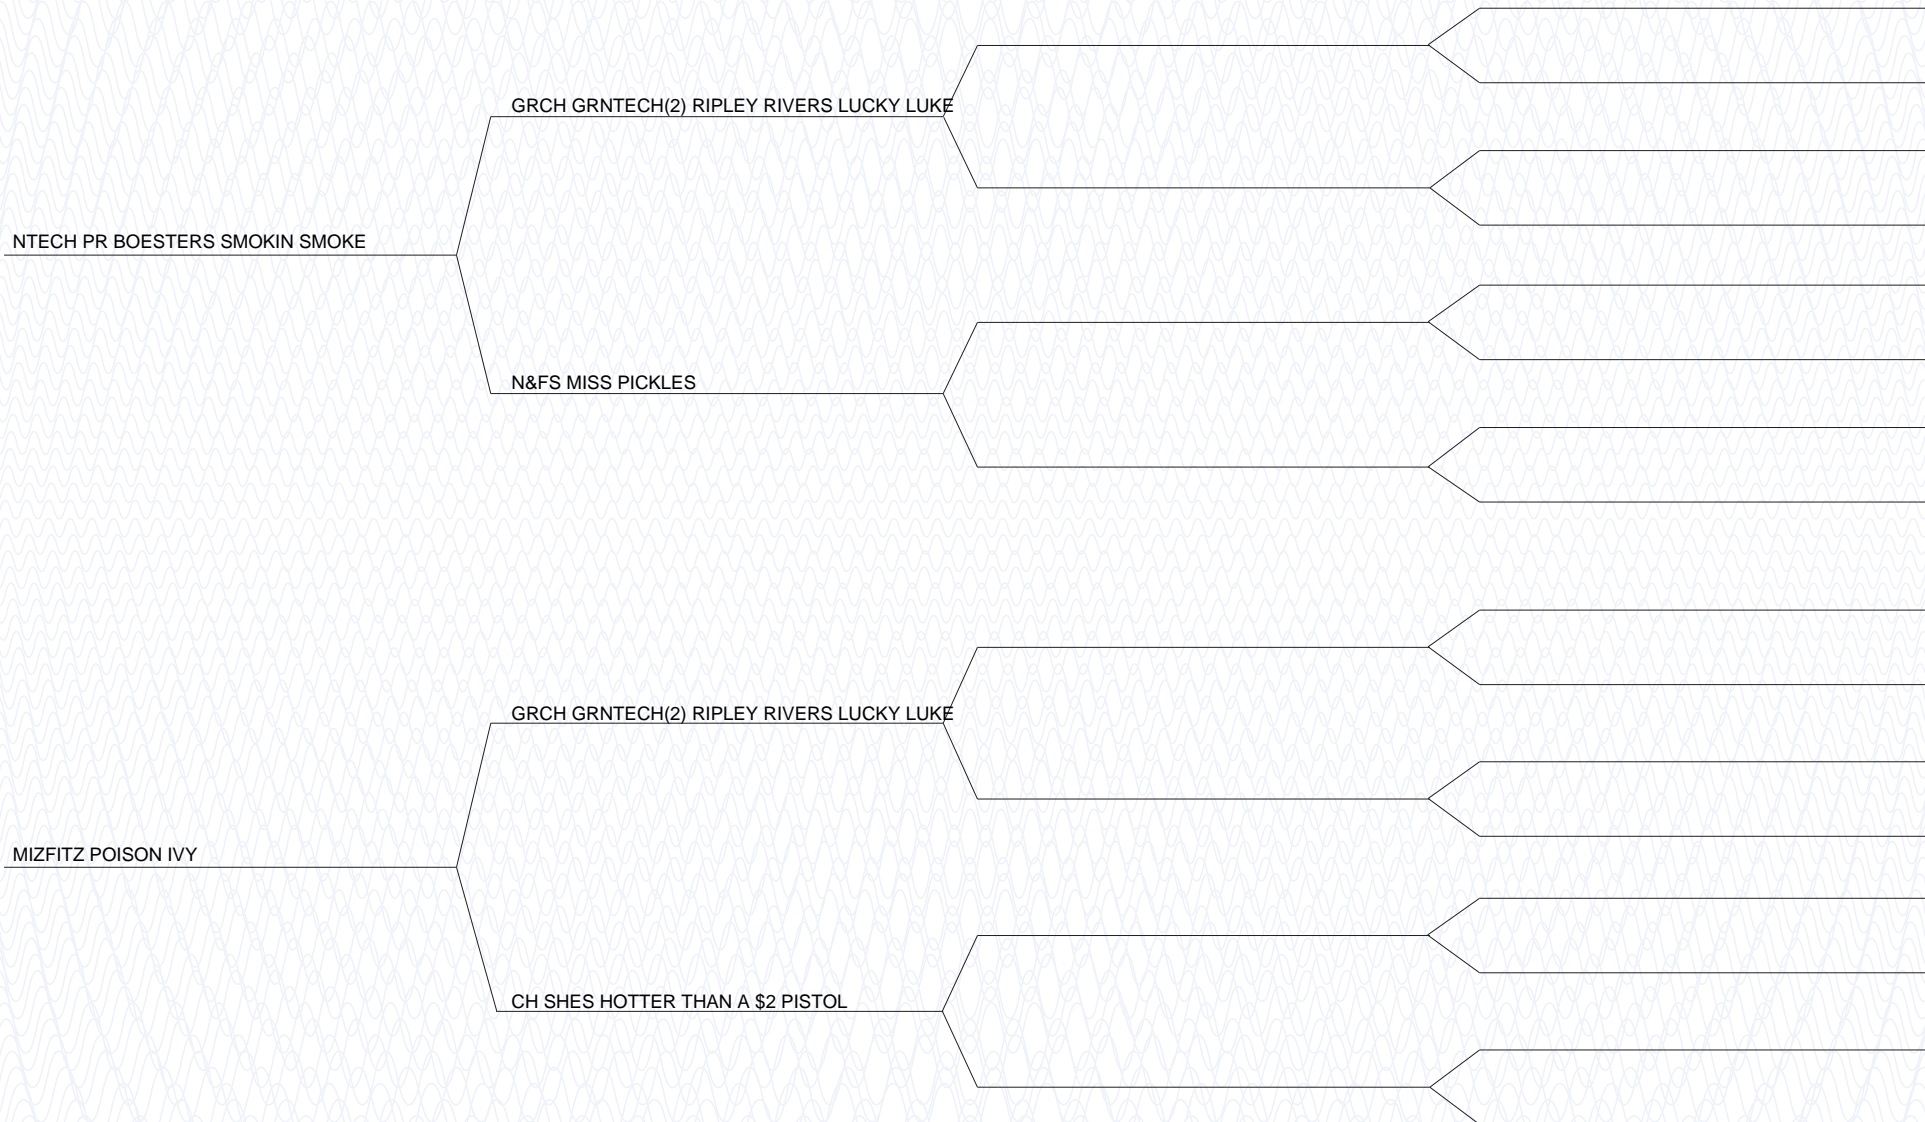 GRCH GRNTECH(2) RIPLEY RIVERS LUCKY LUKE
NTECH PR BOESTERS SMOKIN SMOKE
N&FS MISS PICKLES
GRCH GRNTECH(2) RIPLEY RIVERS LUCKY LUKE
MIZFITZ POISON IVY
CH SHES HOTTER THAN A $2 PISTOL